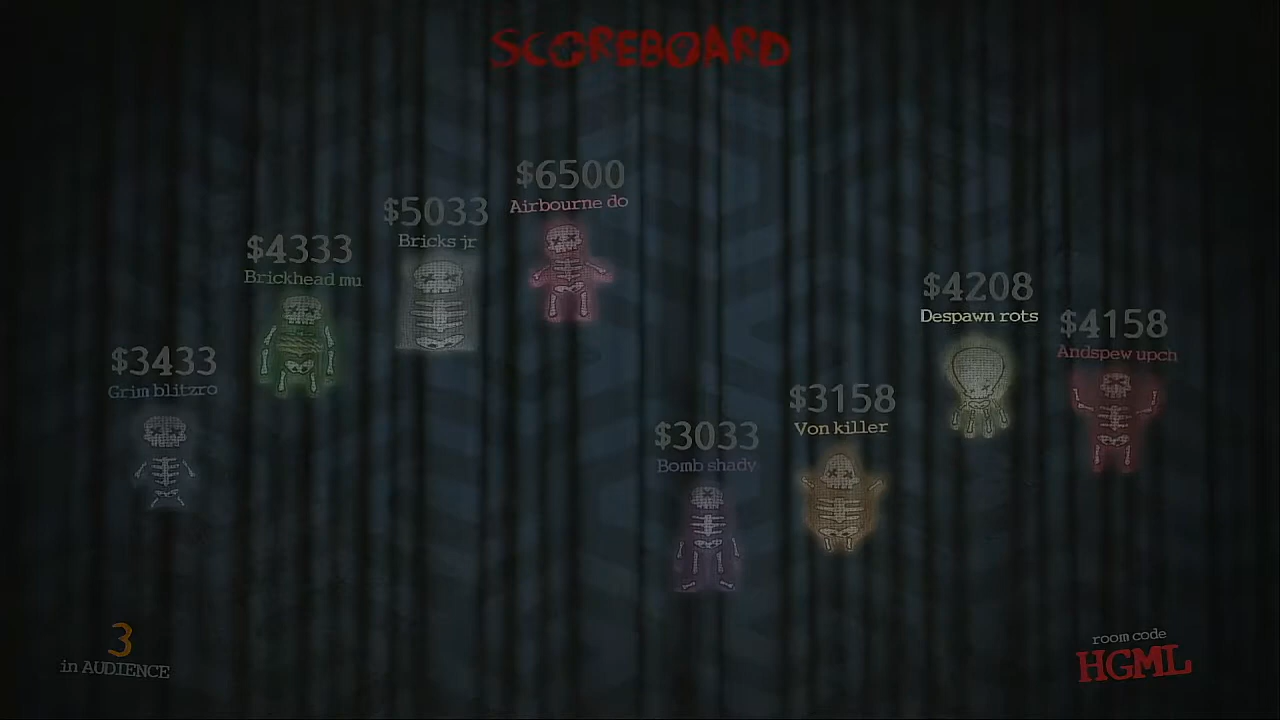 SCOREBOARD
$3433
Grim blitzro
$4333
Brickhead mu
$5033
Bricks jr
$6500
Airbourne do
$3033
Bomb shady
$3158
Von killer
$4208
Despawn rots
$4158
Andspew upch
3
in AUDIENCE
room code
HGML